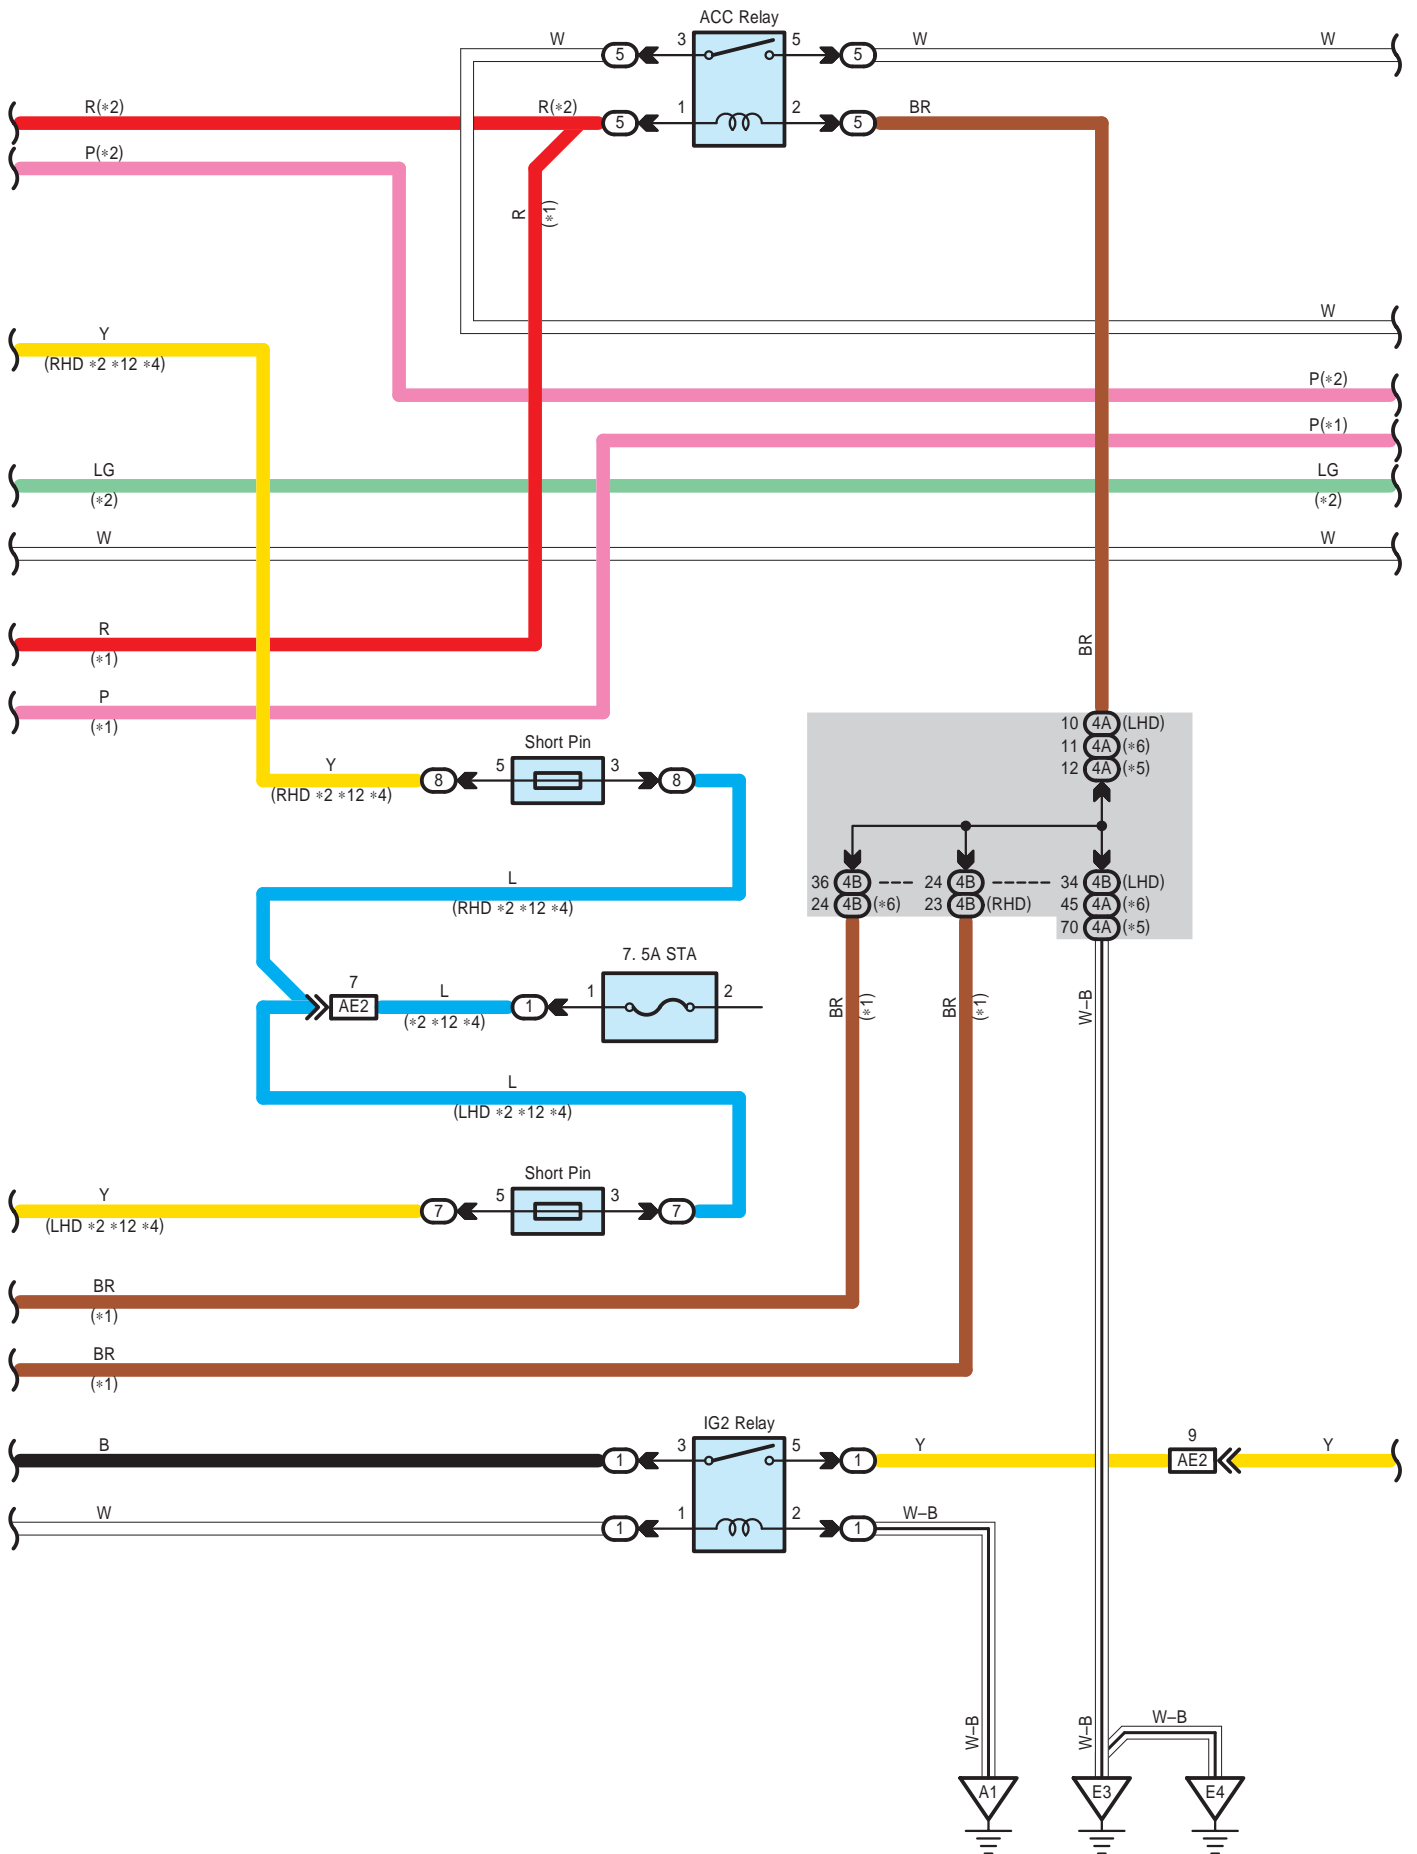 ACC Relay
W 5 3 5 5 W W
R(*2) R(*2) 5 1 2 5 BR
P(*2)
R (*1)
W
Y
(RHD *2 *12 *4)
P(*2)
P(*1)
LG LG
(*2) (*2)
W W
R
(*1)
BR
P
(*1)
10 4A (LHD)
11 4A (*6)
12 4A (*5)
Short Pin
Y 8 5 3 8
(RHD *2 *12 *4)
L
(RHD *2 *12 *4)
36 4B 24 4B 34 4B (LHD)
24 4B (*6) 23 4B (RHD) 45 4A (*6)
70 4A (*5)
7. 5A STA
7
AE2 L 1 1 2
(*2 *12 *4)
BR (*1) BR (*1) W–B
L
(LHD *2 *12 *4)
Short Pin
Y 7 5 3 7
(LHD *2 *12 *4)
BR
(*1)
BR
(*1)
IG2 Relay
B 1 3 5 1 Y 9 Y
AE2
W 1 1 2 1 W–B
W–B W–B W–B
A1 E3 E4